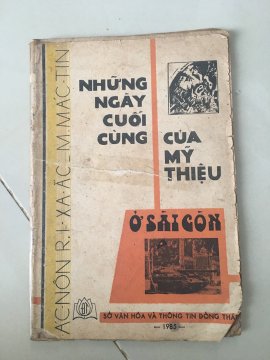 AC-NÔN R.I-XA-ẮC - M. MÁC-TIN
NHỮNG
NGÀY
CUỐI
CÙNG
CỦA
MỸ
THIỆU
Ở SÀI GÒN
SỞ VĂN HÓA VÀ THÔNG TIN ĐỒNG THÁP
— 1985 —